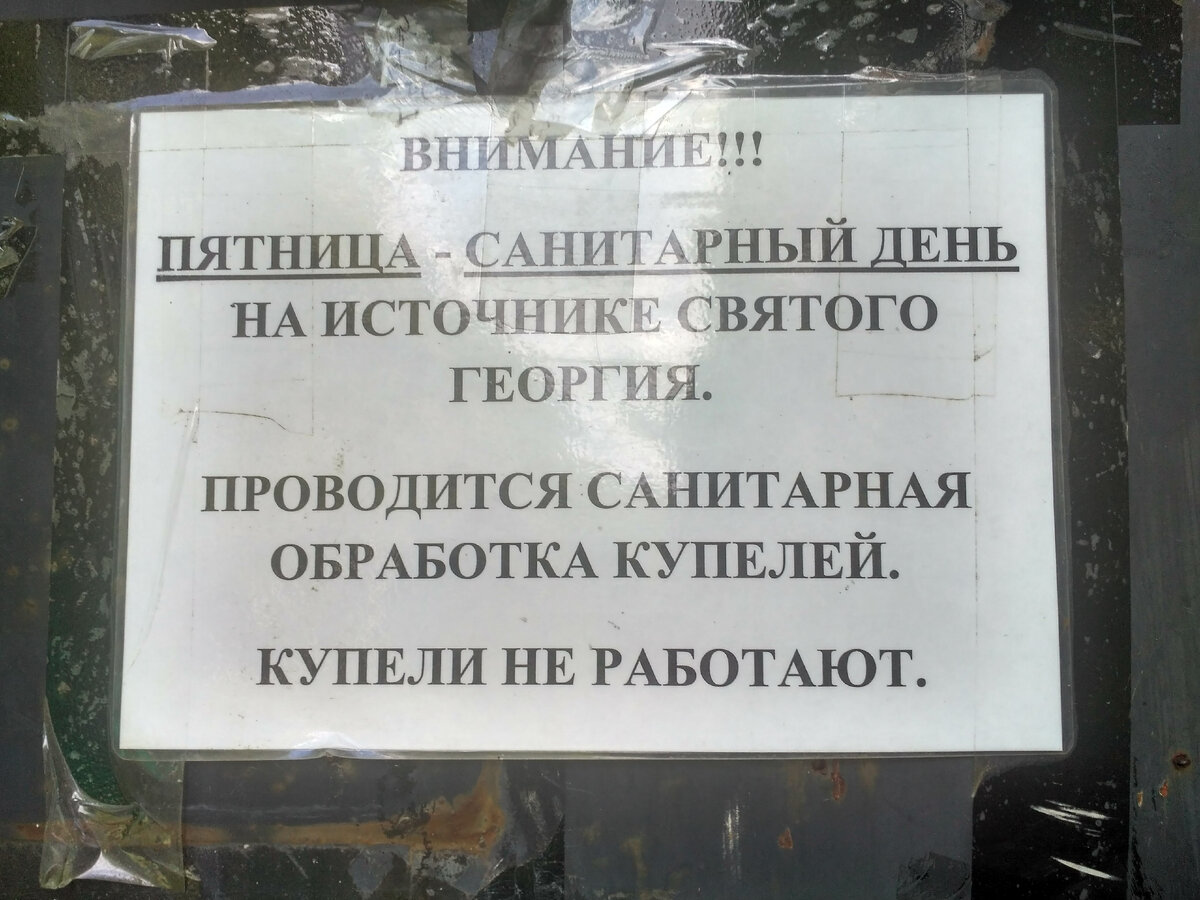 ВНИМАНИЕ!!!
ПЯТНИЦА - САНИТАРНЫЙ ДЕНЬ
НА ИСТОЧНИКЕ СВЯТОГО
ГЕОРГИЯ.
ПРОВОДИТСЯ САНИТАРНАЯ
ОБРАБОТКА КУПЕЛЕЙ.
КУПЕЛИ НЕ РАБОТАЮТ.